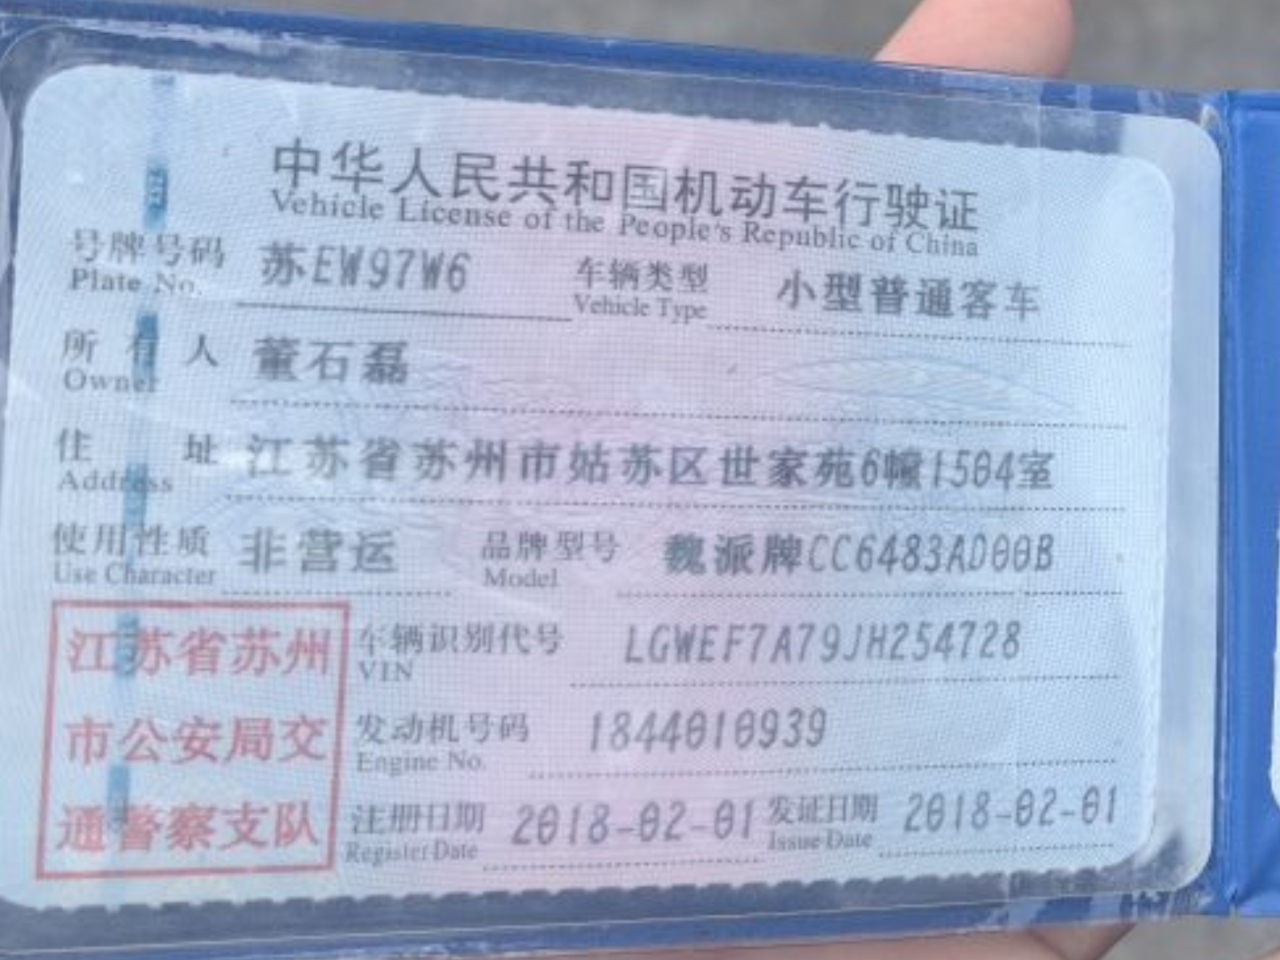 中华人民共和国机动车行驶证
Vehicle License of the People's Republic of China
号牌号码 苏EW97W6 车辆类型 小型普通客车
Plate No. Vehicle Type
所有人 董石磊
Owner
住址 江苏省苏州市姑苏区世家苑6幢1504室
Address
使用性质 非营运 品牌型号 魏派牌CC6483AD00B
Use Character Model
江苏省苏州 车辆识别代号 LGWEF7A79JH254728
VIN
市公安局交 发动机号码 1844010939
Engine No.
通警察支队 注册日期 2018-02-01 发证日期 2018-02-01
Register Date Issue Date